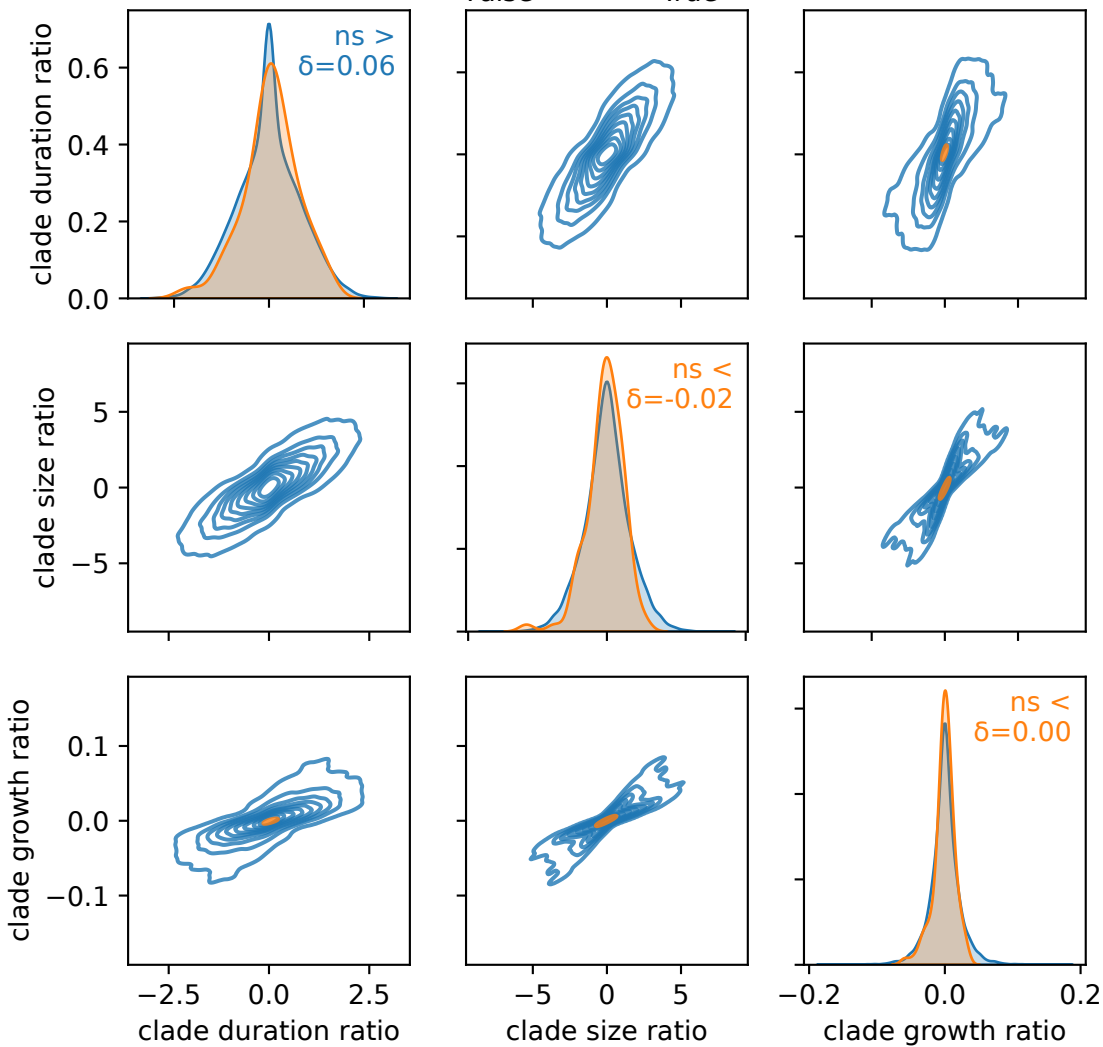 ns >
δ=0.06
clade duration ratio
0.6
0.4
0.2
0.0
ns <
δ=-0.02
clade size ratio
5
0
−5
ns <
δ=0.00
clade growth ratio
0.1
0.0
−0.1
−2.5 0.0 2.5
−5 0 5
−0.2 0.0 0.2
clade duration ratio
clade size ratio
clade growth ratio